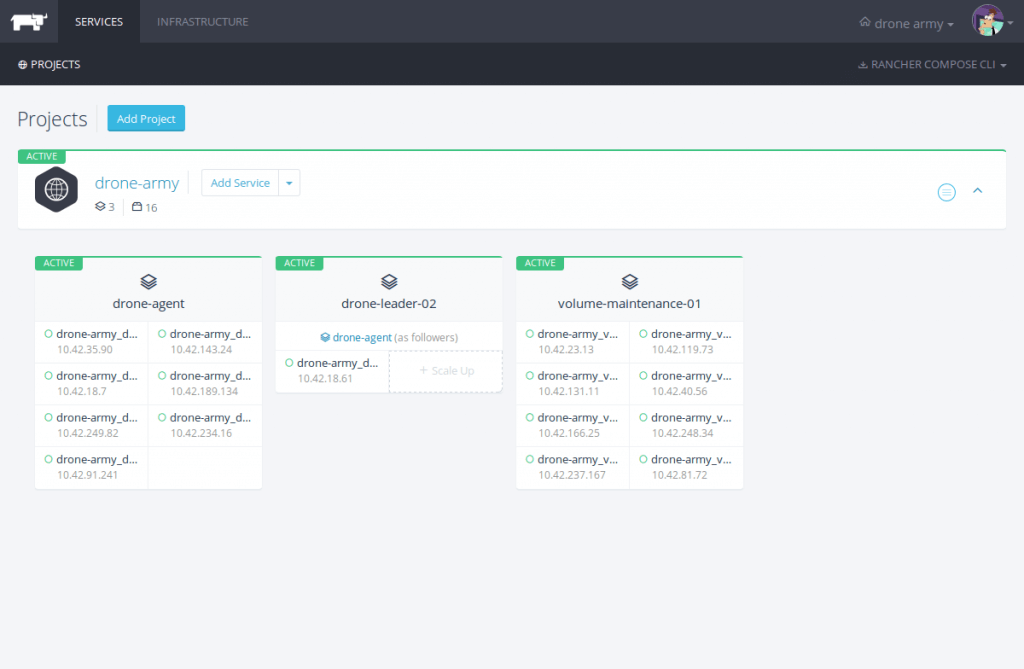 SERVICES INFRASTRUCTURE drone army
PROJECTS RANCHER COMPOSE CLI
Projects Add Project
ACTIVE
drone-army Add Service
3 16
ACTIVE ACTIVE ACTIVE
drone-agent drone-leader-02 volume-maintenance-01
drone-army_d... drone-army_d...
10.42.35.90 10.42.143.24
drone-army_d... drone-army_d...
10.42.18.7 10.42.189.134
drone-army_d... drone-army_d...
10.42.249.82 10.42.234.16
drone-army_d...
10.42.91.241
drone-agent (as followers)
drone-army_d... + Scale Up
10.42.18.61
drone-army_v... drone-army_v...
10.42.23.13 10.42.119.73
drone-army_v... drone-army_v...
10.42.131.11 10.42.40.56
drone-army_v... drone-army_v...
10.42.166.25 10.42.248.34
drone-army_v... drone-army_v...
10.42.237.167 10.42.81.72